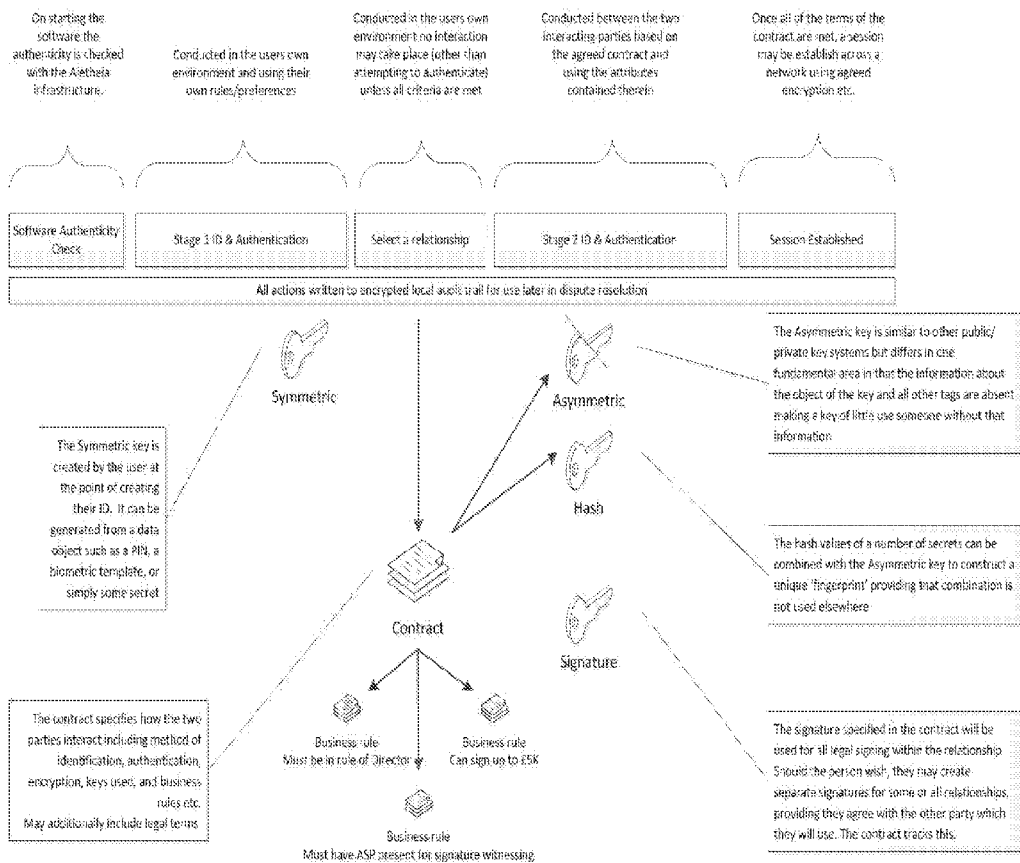 On starting the
software the
authenticity is checked
with the Aletheia
infrastructure.
Conducted in the users own
environment and using their
own rules/preferences
Conducted in the users own
environment no interaction
may take place (other than
attempting to authenticate)
unless all criteria are met
Conducted between the two
interacting parties based on
the agreed contract and
using the attributes
contained therein
Once all of the terms of the
contract are met, a session
may be establish across a
network using agreed
encryption etc.
Software Authenticity
Check
Stage 1 ID & Authentication
Select a relationship
Stage 2 ID & Authentication
Session Established
All actions written to encrypted local audit trail for use later in dispute resolution
Symmetric
Asymmetric
The Asymmetric key is similar to other public/
private key systems but differs in one
fundamental area in that the information about
the object of the key and all other tags are absent
making a key of little use someone without that
information
The Symmetric key is
created by the user at
the point of creating
their ID. It can be
generated from a data
object such as a PIN, a
biometric template, or
simply some secret
Hash
The hash values of a number of secrets can be
combined with the Asymmetric key to construct a
unique 'fingerprint' providing that combination is
not used elsewhere
Contract
Signature
The contract specifies how the two
parties interact including method of
identification, authentication,
encryption, keys used, and business
rules etc.
May additionally include legal terms
Business rule
Must be in role of Director
Business rule
Can sign up to £5K
Business rule
Must have ASP present for signature witnessing
The signature specified in the contract will be
used for all legal signing within the relationship
Should the person wish, they may create
separate signatures for some or all relationships,
providing they agree with the other party which
they will use. The contract tracks this.